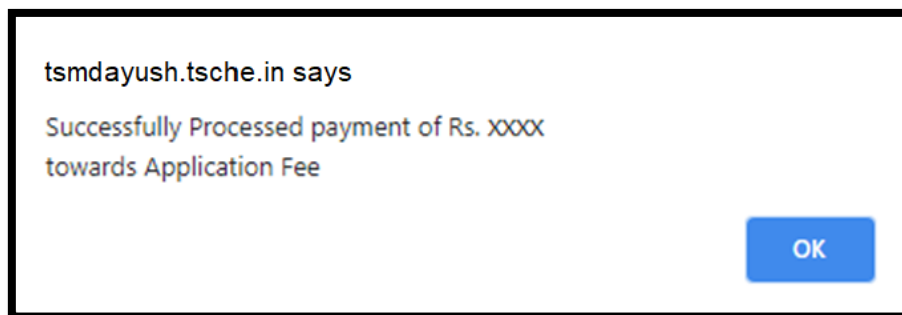 tsmdayush.tsche.in says
Successfully Processed payment of Rs. XXXX
towards Application Fee
OK